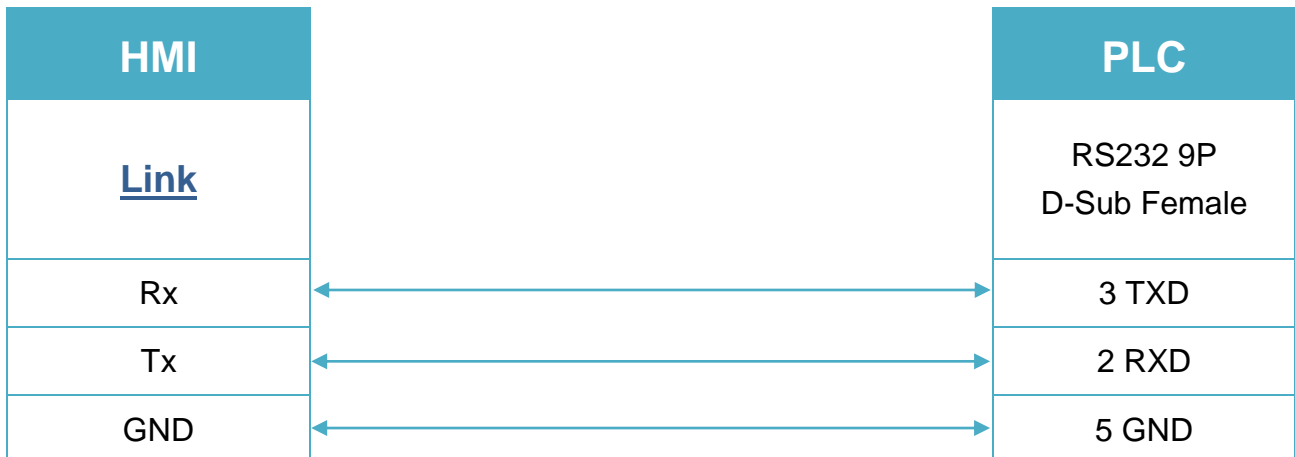 HMI
PLC
Link
RS232 9P
D-Sub Female
Rx
3 TXD
Tx
2 RXD
GND
5 GND